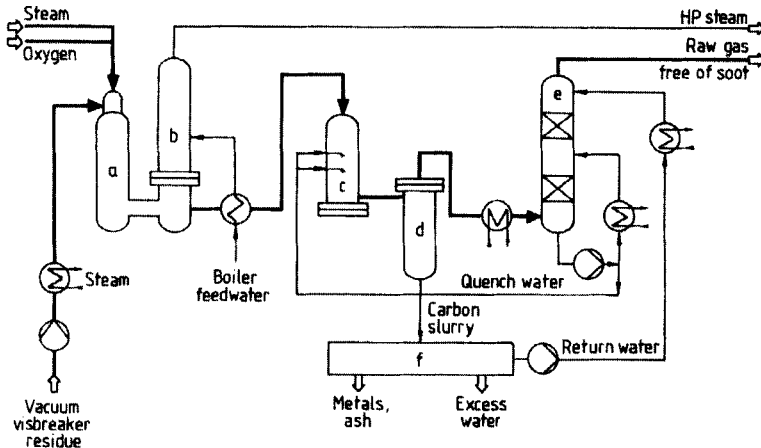 Steam
Oxygen
HP steam
Raw gas
free of soot
a
b
c
d
e
Steam
Boiler
feedwater
Quench water
Carbon
slurry
f
Return water
Vacuum
visbreaker
residue
Metals,
ash
Excess
water